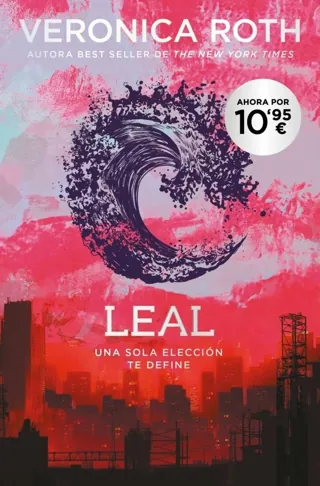 VERONICA ROTH
AUTORA BEST SELLER DE THE NEW YORK TIMES
AHORA POR
10'95
€
LEAL
UNA SOLA ELECCIÓN
TE DEFINE